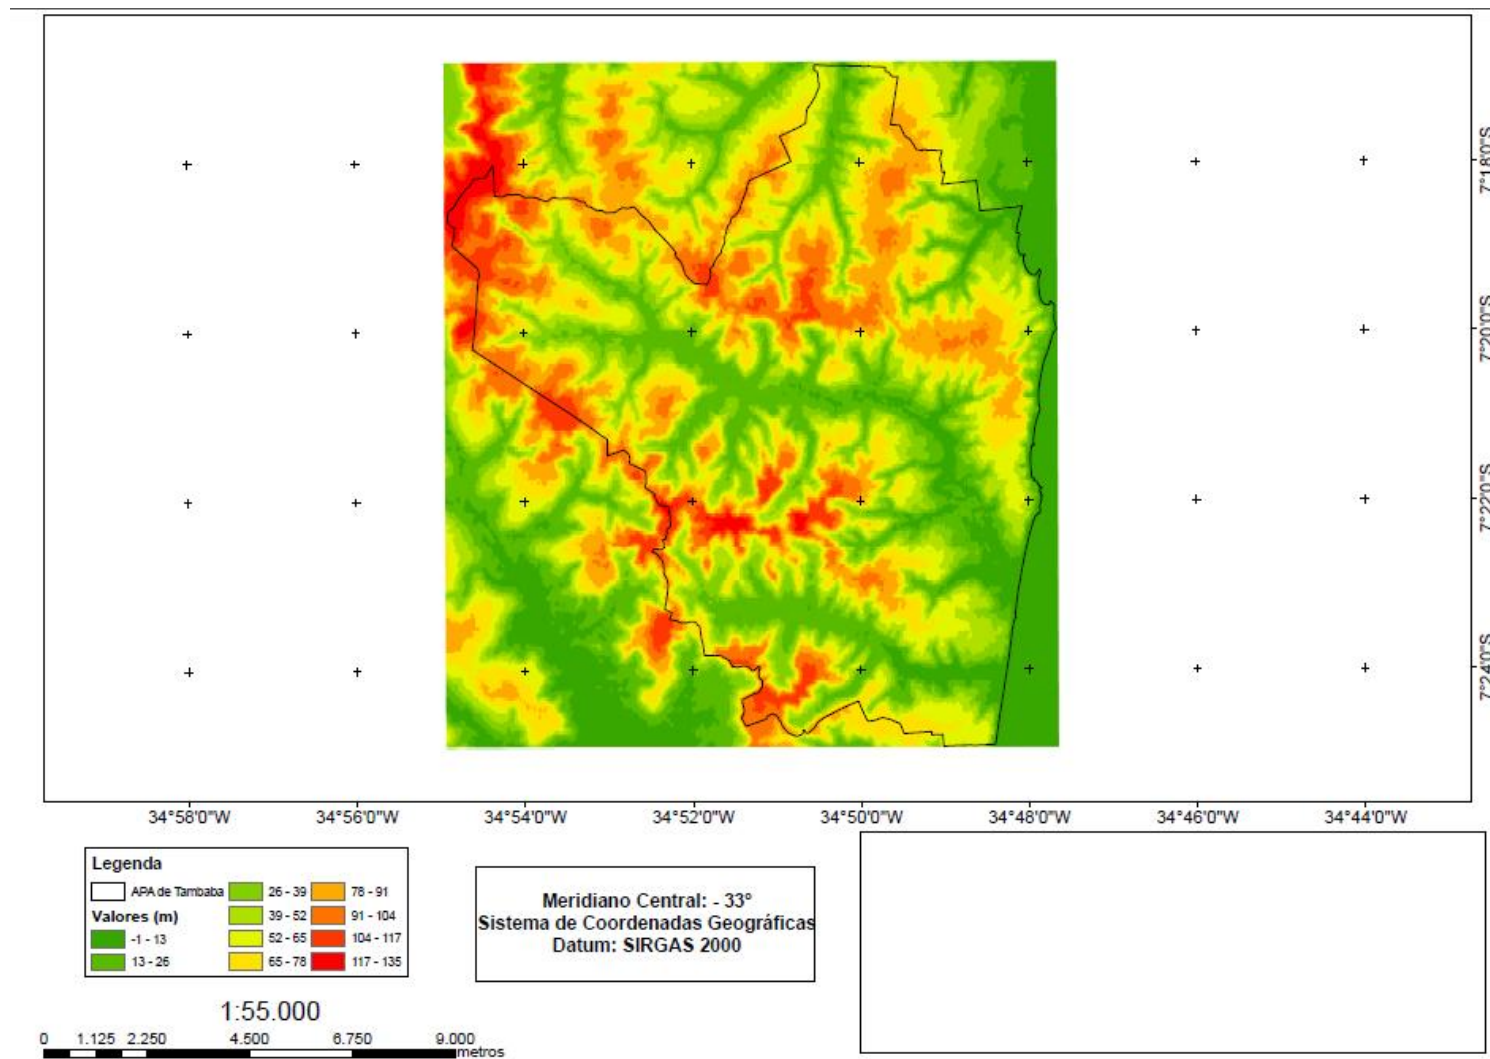 7°18'0"S
7°20'0"S
7°22'0"S
7°24'0"S
34°58'0"W 34°56'0"W 34°54'0"W 34°52'0"W 34°50'0"W 34°48'0"W 34°46'0"W 34°44'0"W
Legenda
APA de Tambaba
Valores (m)
-1 - 13
13 - 26
26 - 39
39 - 52
52 - 65
65 - 78
78 - 91
91 - 104
104 - 117
117 - 135
Meridiano Central: - 33°
Sistema de Coordenadas Geográficas
Datum: SIRGAS 2000
1:55.000
0 1.125 2.250 4.500 6.750 9.000
metros